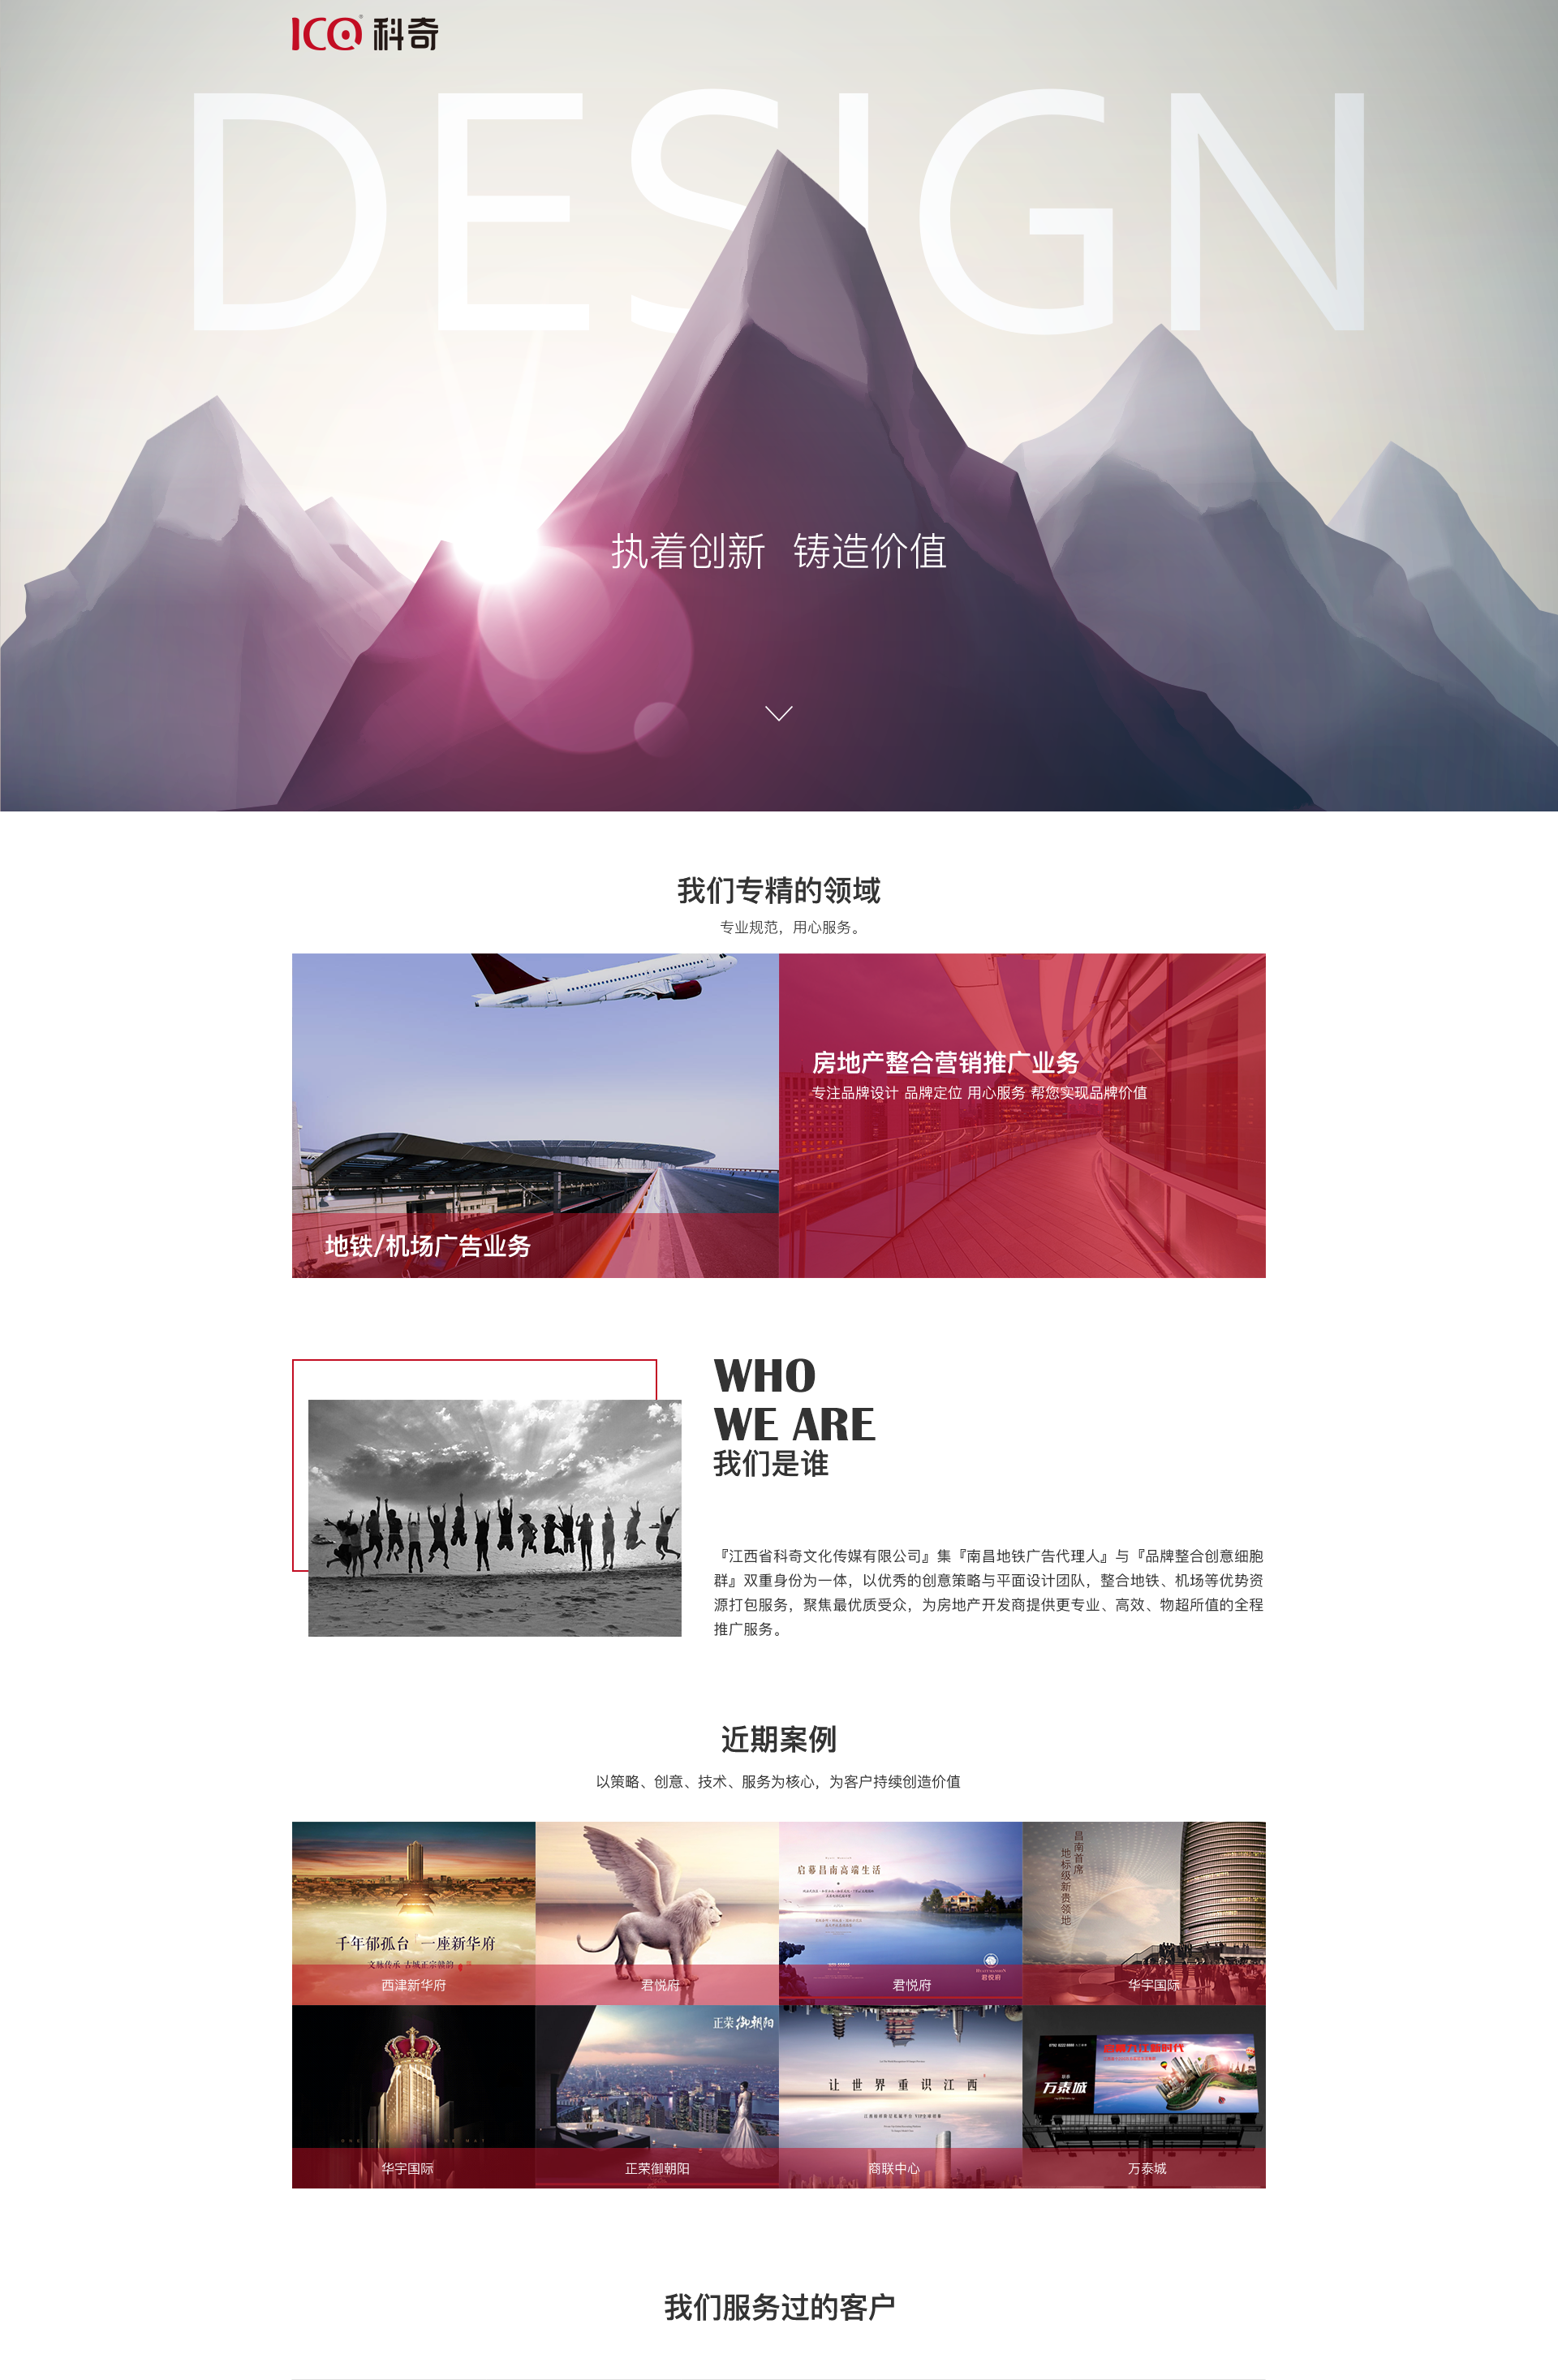 ICO® 科奇
DESIGN
执着创新 铸造价值
我们专精的领域
专业规范，用心服务。
房地产整合营销推广业务
专注品牌设计 品牌定位 用心服务 帮您实现品牌价值
地铁/机场广告业务
WHO
WE ARE
我们是谁
『江西省科奇文化传媒有限公司』集『南昌地铁广告代理人』与『品牌整合创意细胞
群』双重身份为一体，以优秀的创意策略与平面设计团队，整合地铁、机场等优势资
源打包服务，聚焦最优质受众，为房地产开发商提供更专业、高效、物超所值的全程
推广服务。
近期案例
以策略、创意、技术、服务为核心，为客户持续创造价值
千年郁孤台 一座新华府
文脉传承 古城正宗赣韵
西津新华府
君悦府
启幕昌南高端生活
君悦府
君悦府
昌南首席
地标级新贵领地
华宇国际
华宇国际
正荣御朝阳
正荣御朝阳
让世界重识江西
商联中心
万泰城
万泰城
我们服务过的客户